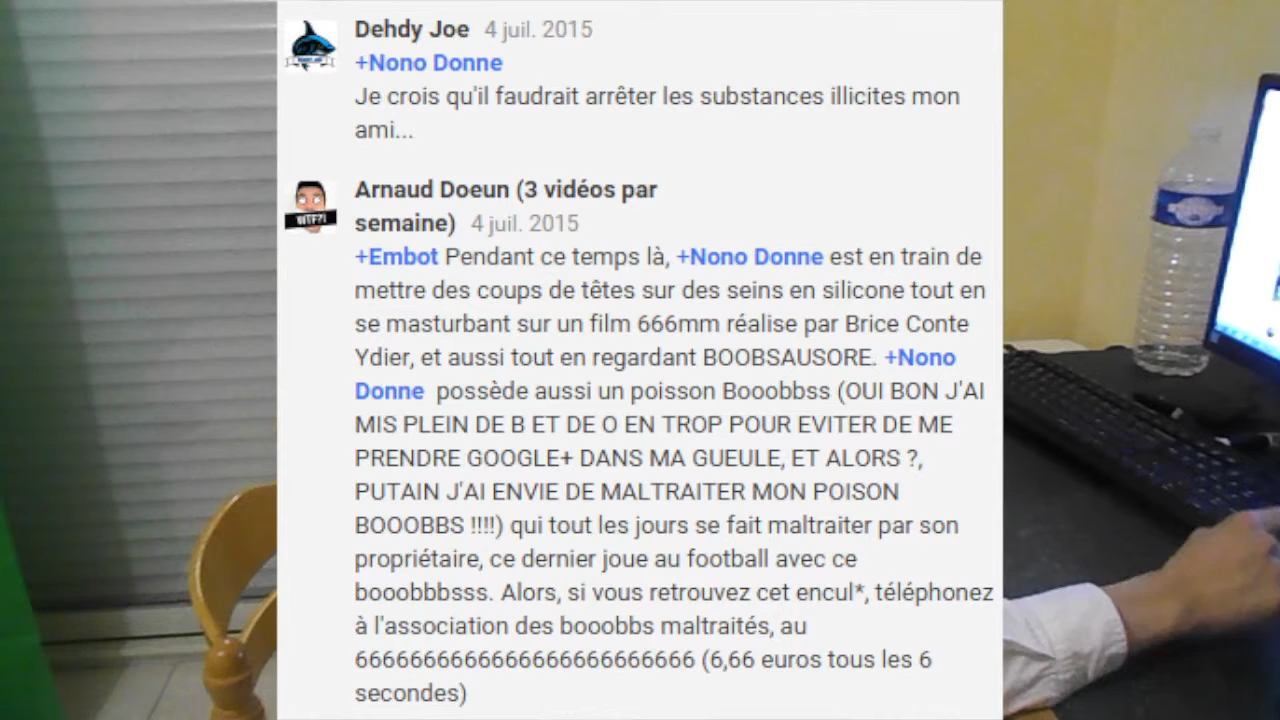 Dehdy Joe 4 juil. 2015
+Nono Donne
Je crois qu'il faudrait arrêter les substances illicites mon
ami...
Arnaud Doeun (3 vidéos par
semaine) 4 juil. 2015
+Embot Pendant ce temps là, +Nono Donne est en train de
mettre des coups de têtes sur des seins en silicone tout en
se masturbant sur un film 666mm réalise par Brice Conte
Ydier, et aussi tout en regardant BOOBSAUSORE. +Nono
Donne possède aussi un poisson Booobbss (OUI BON J'AI
MIS PLEIN DE B ET DE O EN TROP POUR EVITER DE ME
PRENDRE GOOGLE+ DANS MA GUEULE, ET ALORS ?,
PUTAIN J'AI ENVIE DE MALTRAITER MON POISON
BOOOBBS !!!!) qui tout les jours se fait maltraiter par son
propriétaire, ce dernier joue au football avec ce
booobbbsss. Alors, si vous retrouvez cet encul*, téléphonez
à l'association des booobbs maltraités, au
6666666666666666666666666 (6,66 euros tous les 6
secondes)
WTF?!